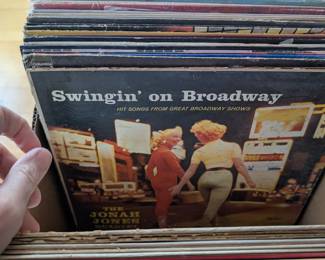 Swingin' on Broadway
HIT SONGS FROM GREAT BROADWAY SHOWS
THE
JONAH
JONES